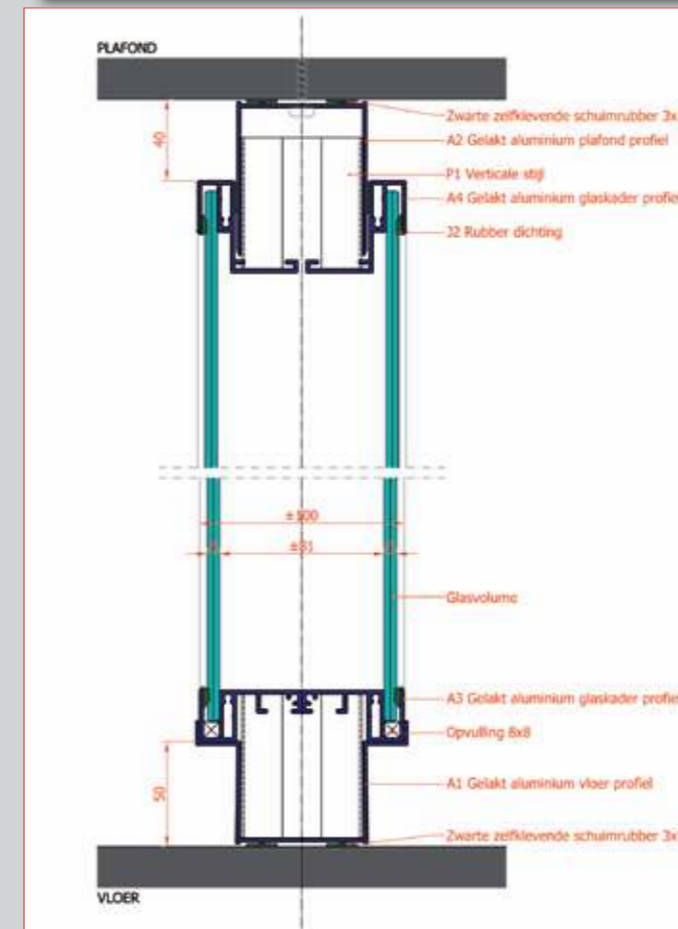 PLAFOND
Zwarte zelfklevende schuimrubber 3x
40
A2 Gelakt aluminium plafond profiel
P1 Verticale stijl
A4 Gelakt aluminium glaskader profiel
J2 Rubber dichting
±100
±81
Glasvolume
A3 Gelakt aluminium glaskader profiel
Opvulling 8x8
A1 Gelakt aluminium vloer profiel
50
Zwarte zelfklevende schuimrubber 3x
VLOER